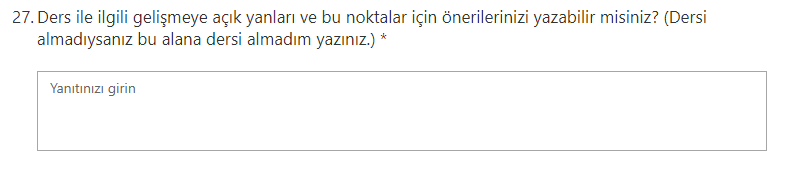 27. Ders ile ilgili gelişmeye açık yanları ve bu noktalar için önerilerinizi yazabilir misiniz? (Dersi
almadıysanız bu alana dersi almadım yazınız.) *
Yanıtınızı girin